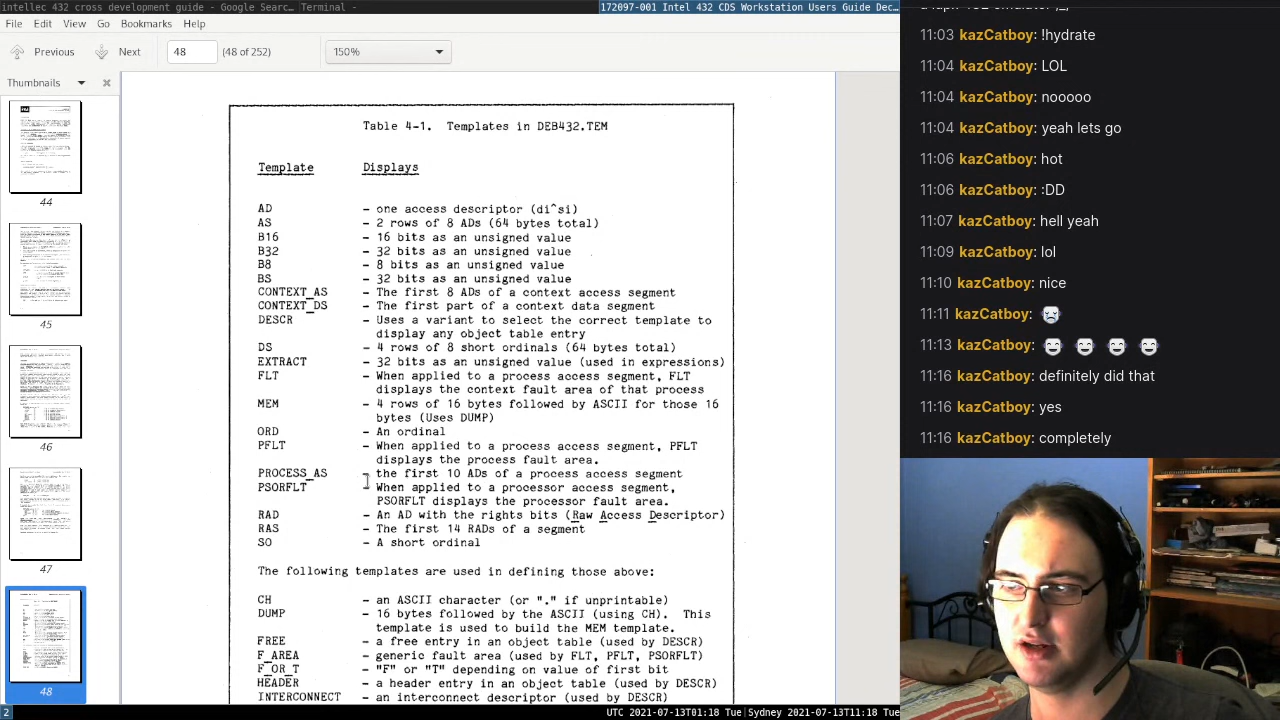 intellec 432 cross development guide - Google Searc…
Terminal -
172097-001 Intel 432 CDS Workstation Users Guide Dec…
File Edit View Go Bookmarks Help
Previous Next 48 (48 of 252) 150%
Thumbnails
44
45
46
47
48
Table 4-1. Templates in DEB432.TEM
Template Displays
AD - one access descriptor (di^si)
AS - 2 rows of 8 ADs (64 bytes total)
B16 - 16 bits as an unsigned value
B32 - 32 bits as an unsigned value
B8 - 8 bits as an unsigned value
BS - 32 bits as an unsigned value
CONTEXT_AS - The first 8 ADs of a context access segment
CONTEXT_DS - The first part of a context data segment
DESCR - Uses a variant to select the correct template to
display any object table entry
DS - 4 rows of 8 short ordinals (64 bytes total)
EXTRACT - 32 bits as an unsigned value (used in expressions)
FLT - When applied to a process access segment, FLT
displays the context fault area of that process
MEM - 4 rows of 16 bytes followed by ASCII for those 16
bytes (Uses DUMP)
ORD - An ordinal
PFLT - When applied to a process access segment, PFLT
displays the process fault area.
PROCESS_AS - the first 10 ADs of a process access segment
PSORFLT - When applied to a processor access segment,
PSORFLT displays the processor fault area.
RAD - An AD with the rights bits (Raw Access Descriptor)
RAS - The first 14 RADs of a segment
SO - A short ordinal
The following templates are used in defining those above:
CH - an ASCII character (or "." if unprintable)
DUMP - 16 bytes followed by the ASCII (using CH). This
template is used to build the MEM template.
FREE - a free entry in an object table (used by DESCR)
F_AREA - generic fault area (used by FLT, PFLT, PSORFLT)
F_OR_T - "F" or "T" depending on value of first bit
HEADER - a header entry in an object table (used by DESCR)
INTERCONNECT - an interconnect descriptor (used by DESCR)
2
UTC 2021-07-13T01:18 Tue Sydney 2021-07-13T11:18 Tue
11:03 kazCatboy: !hydrate
11:04 kazCatboy: LOL
11:04 kazCatboy: nooooo
11:04 kazCatboy: yeah lets go
11:06 kazCatboy: hot
11:06 kazCatboy: :DD
11:07 kazCatboy: hell yeah
11:09 kazCatboy: lol
11:10 kazCatboy: nice
11:11 kazCatboy:
11:13 kazCatboy:
11:16 kazCatboy: definitely did that
11:16 kazCatboy: yes
11:16 kazCatboy: completely